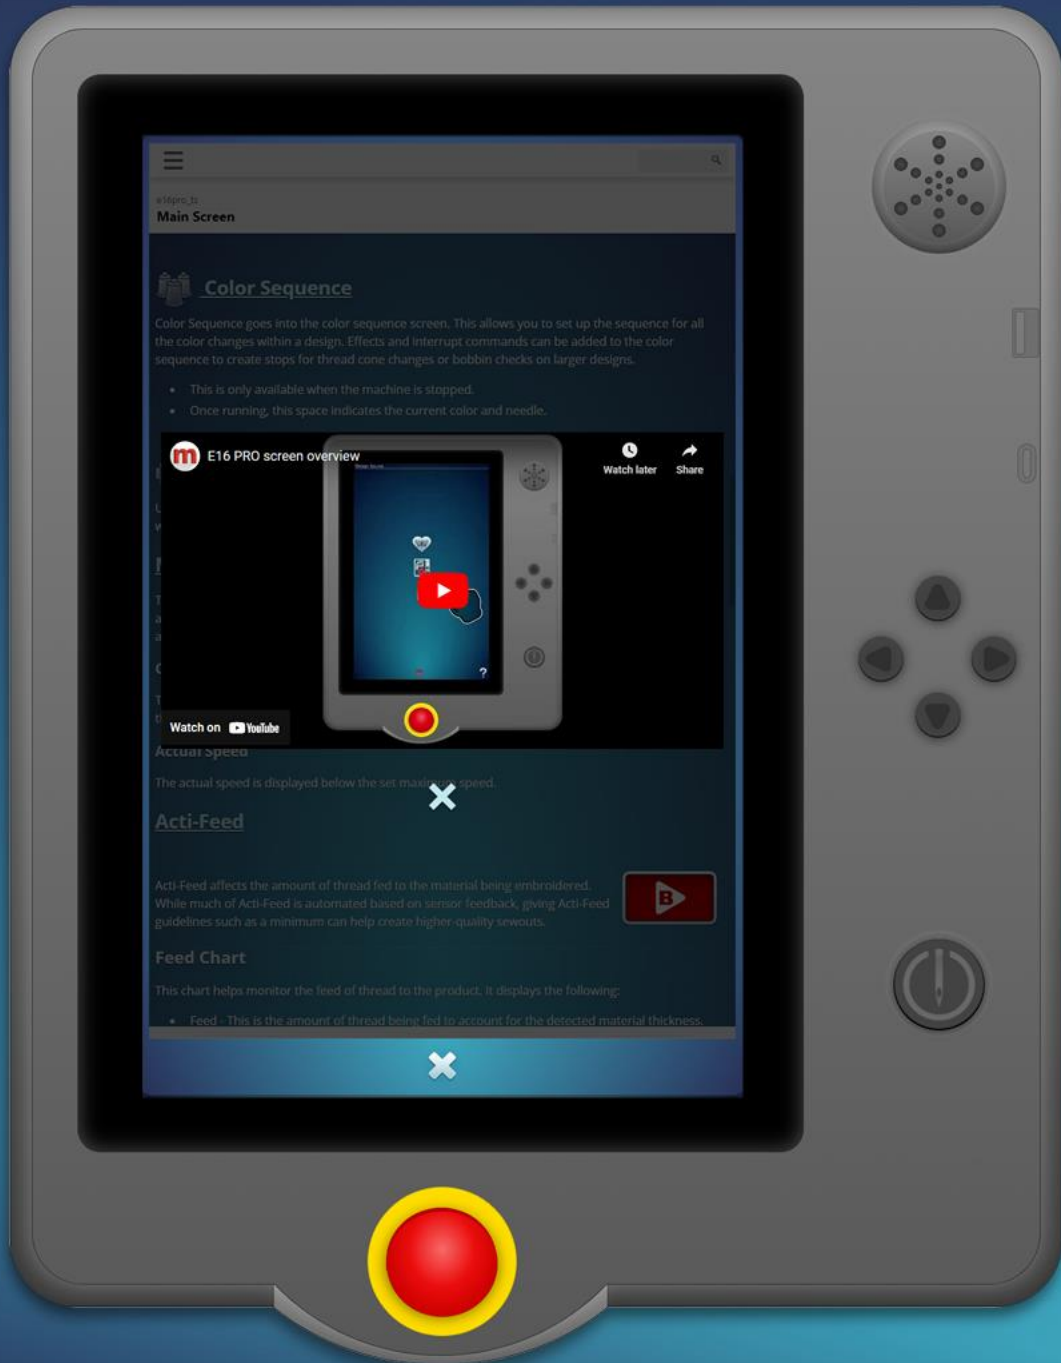 e16pro_tz
Main Screen
Color Sequence
Color Sequence goes into the color sequence screen. This allows you to set up the sequence for all
the color changes within a design. Effects and interrupt commands can be added to the color
sequence to create stops for thread cone changes or bobbin checks on larger designs.
• This is only available when the machine is stopped.
• Once running, this space indicates the current color and needle.
m E16 PRO screen overview
Watch later Share
?
Watch on YouTube
Actual Speed
The actual speed is displayed below the set maximum speed.
Acti-Feed
Acti-Feed affects the amount of thread fed to the material being embroidered.
While much of Acti-Feed is automated based on sensor feedback, giving Acti-Feed
guidelines such as a minimum can help create higher-quality sewouts.
B
Feed Chart
This chart helps monitor the feed of thread to the product. It displays the following:
• Feed - This is the amount of thread being fed to account for the detected material thickness.